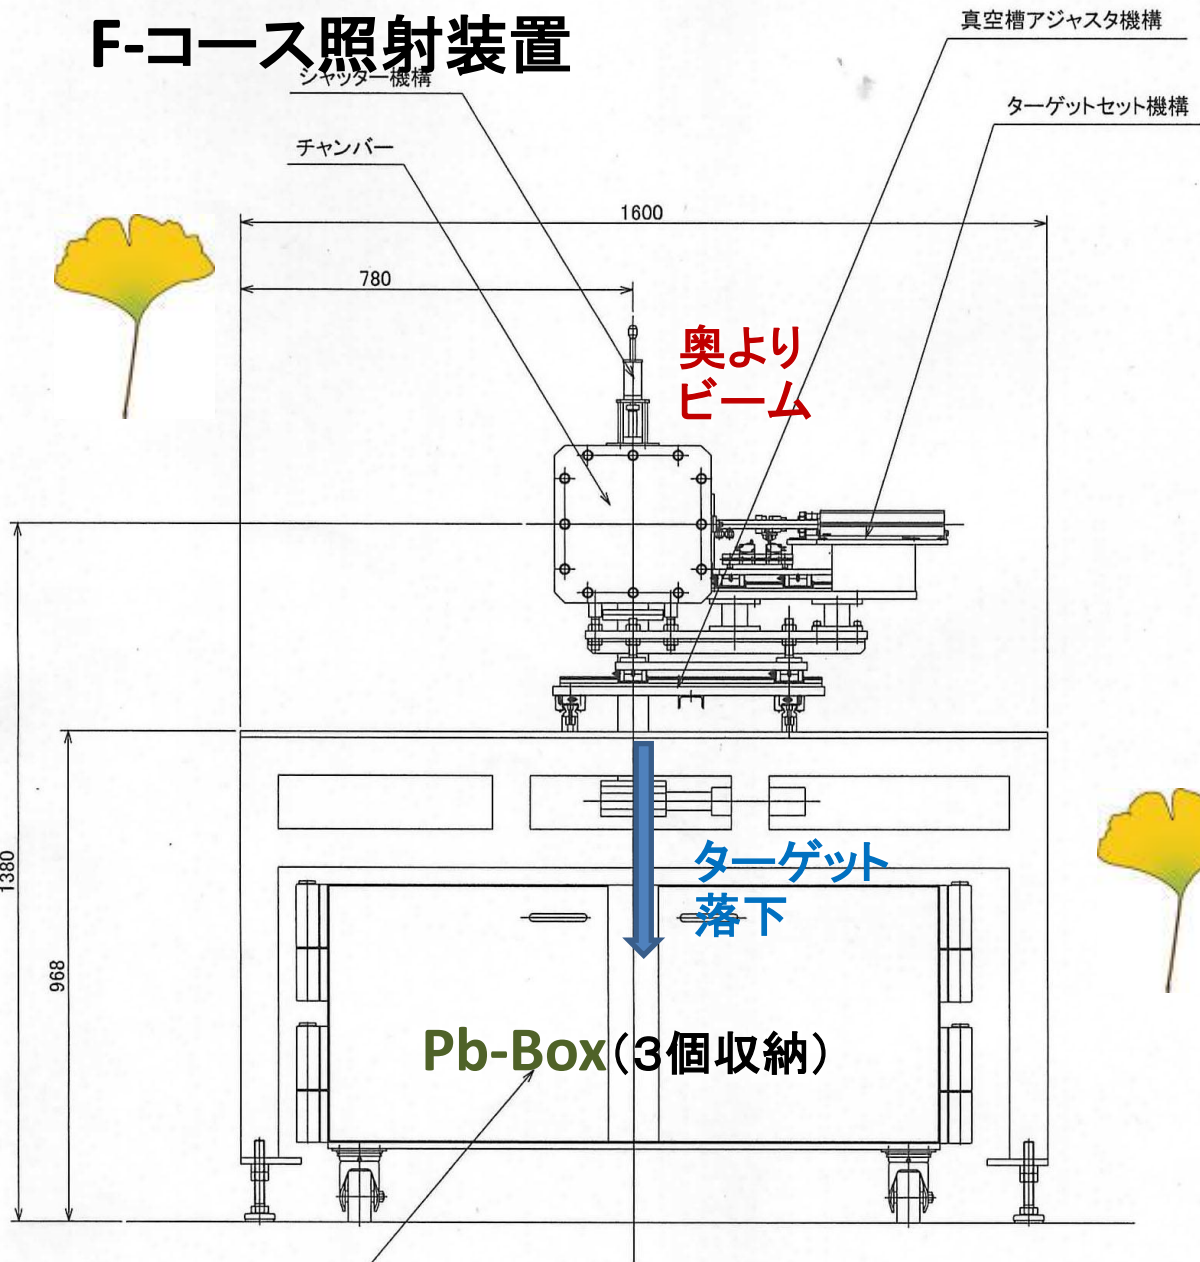 F-コース照射装置
真空槽アジャスタ機構
シャッター機構
ターゲットセット機構
チャンバー
1600
780
奥より
ビーム
ターゲット
落下
1380
968
Pb-Box(３個収納)